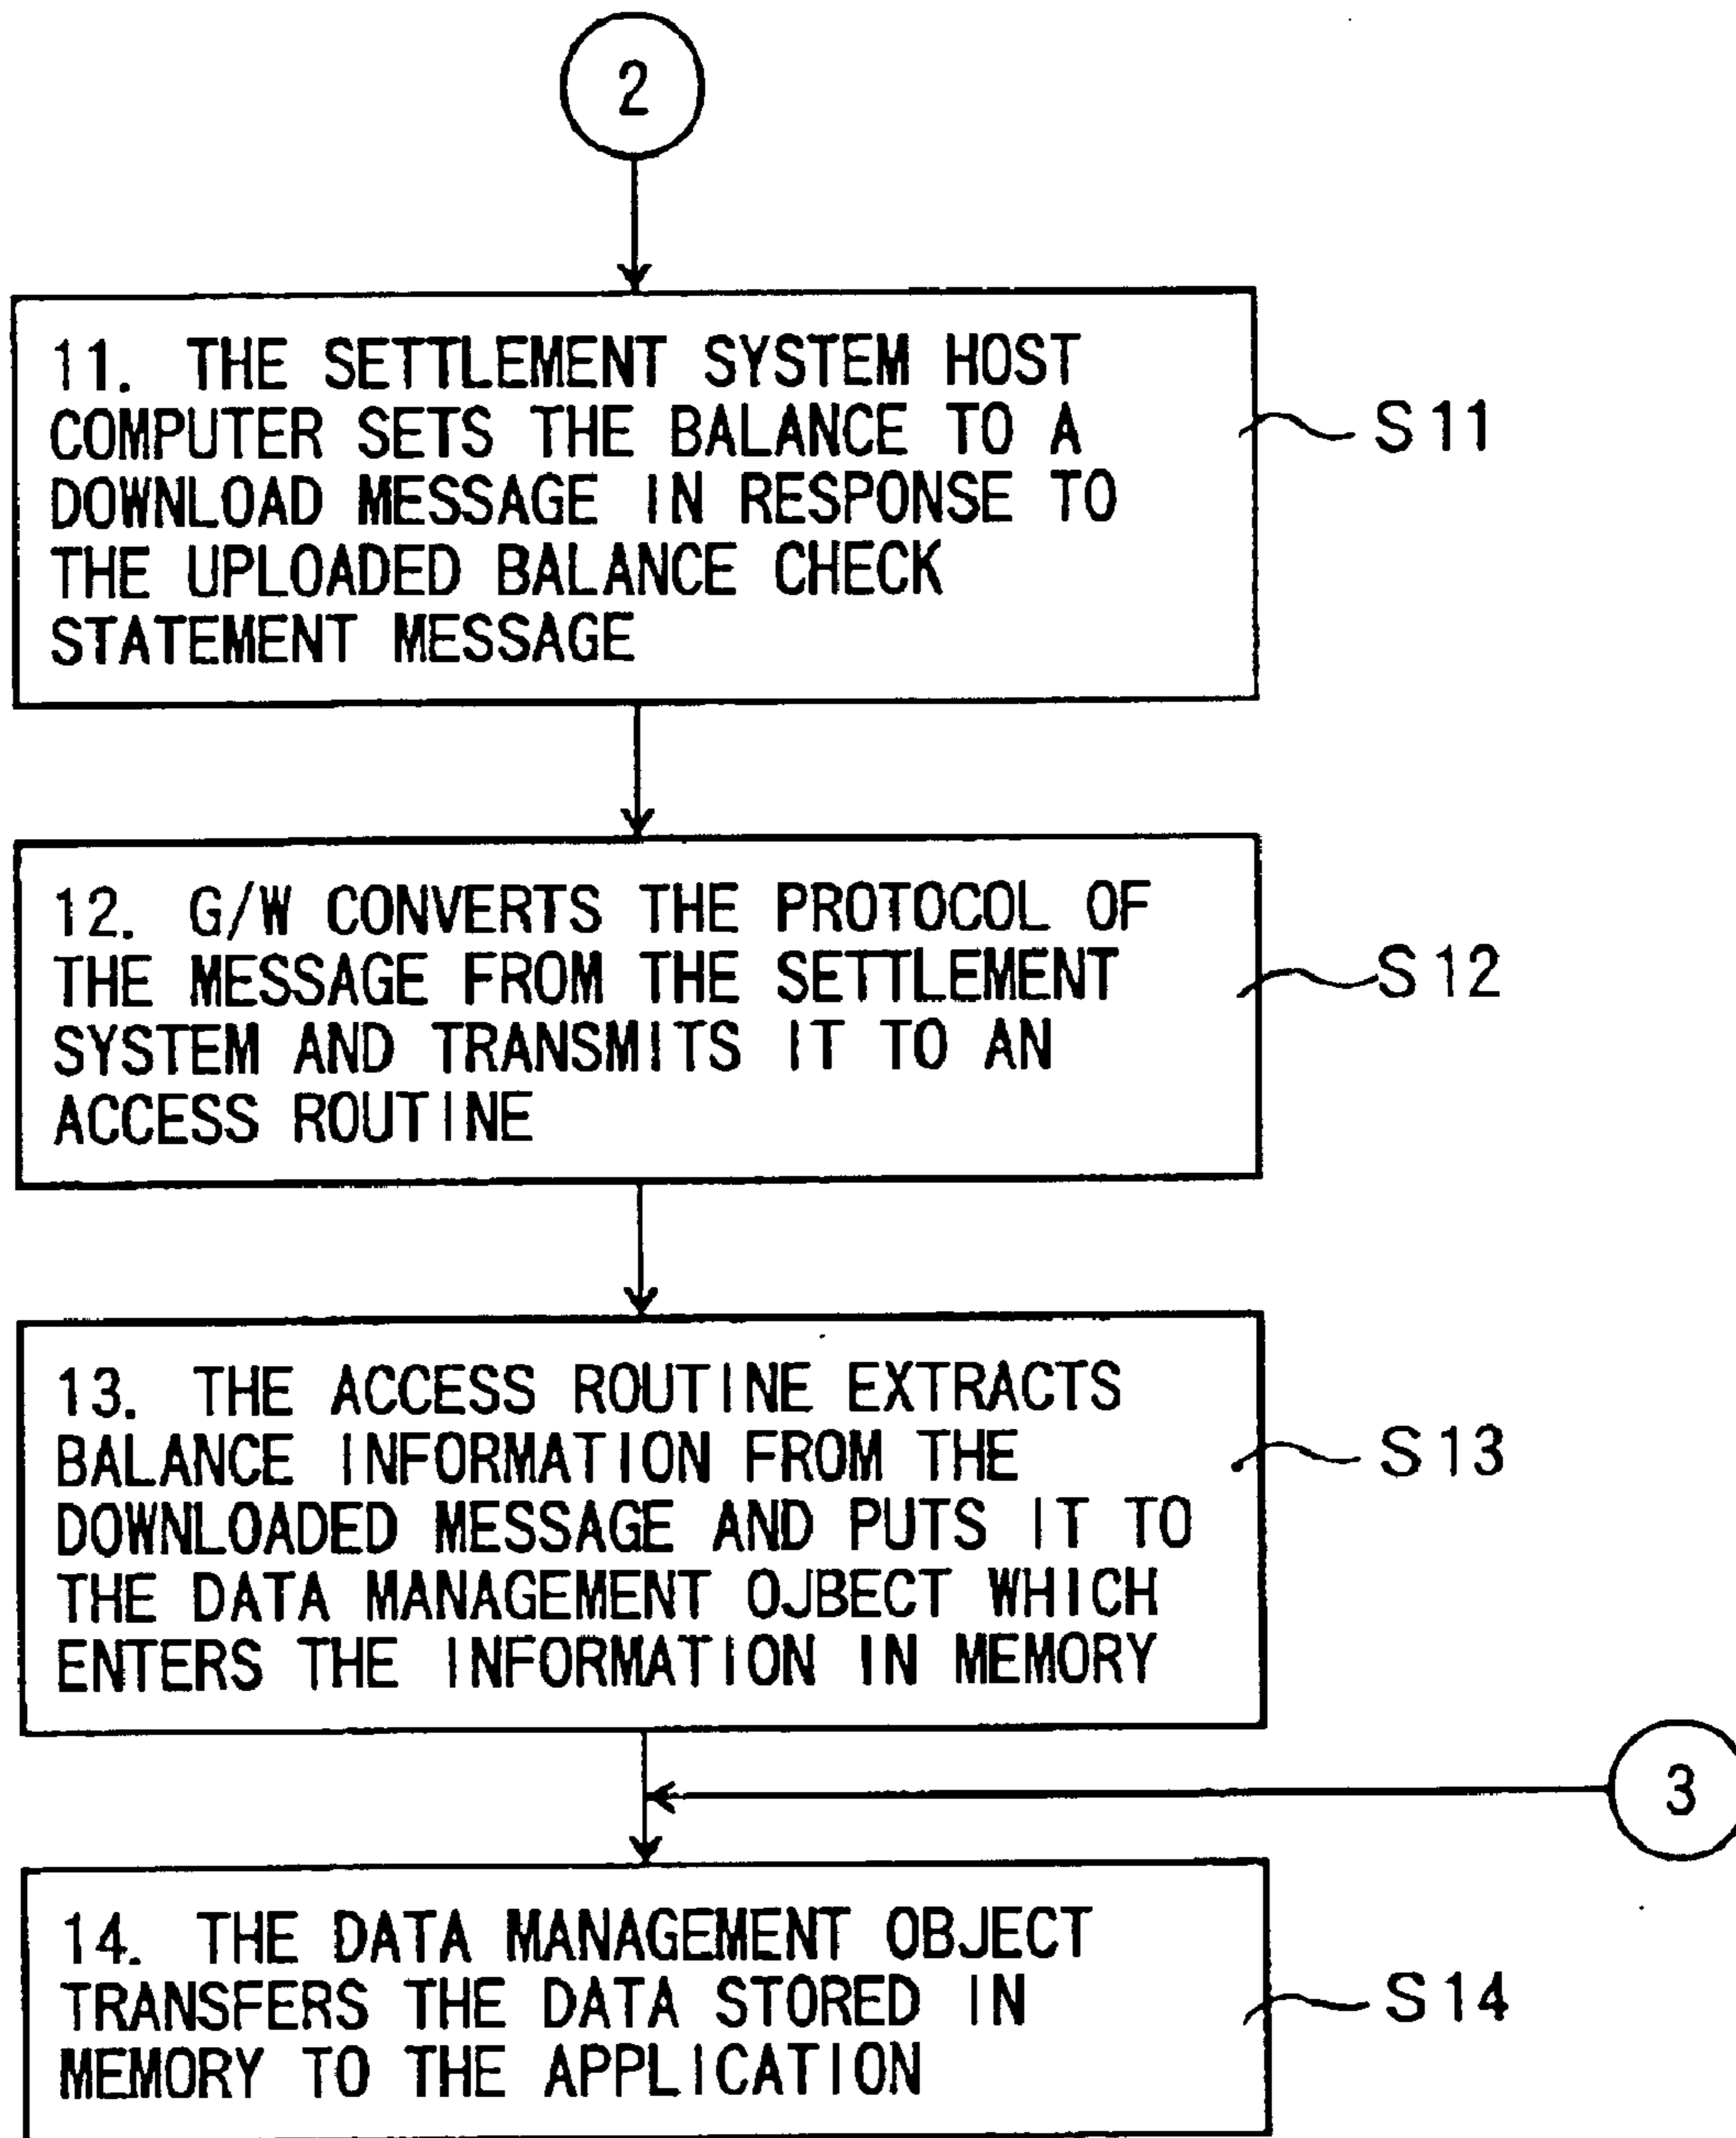 2
11. THE SETTLEMENT SYSTEM HOST
COMPUTER SETS THE BALANCE TO A
DOWNLOAD MESSAGE IN RESPONSE TO
THE UPLOADED BALANCE CHECK
STATEMENT MESSAGE
S11
12. G/W CONVERTS THE PROTOCOL OF
THE MESSAGE FROM THE SETTLEMENT
SYSTEM AND TRANSMITS IT TO AN
ACCESS ROUTINE
S12
13. THE ACCESS ROUTINE EXTRACTS
BALANCE INFORMATION FROM THE
DOWNLOADED MESSAGE AND PUTS IT TO
THE DATA MANAGEMENT OJBECT WHICH
ENTERS THE INFORMATION IN MEMORY
S13
3
14. THE DATA MANAGEMENT OBJECT
TRANSFERS THE DATA STORED IN
MEMORY TO THE APPLICATION
S14